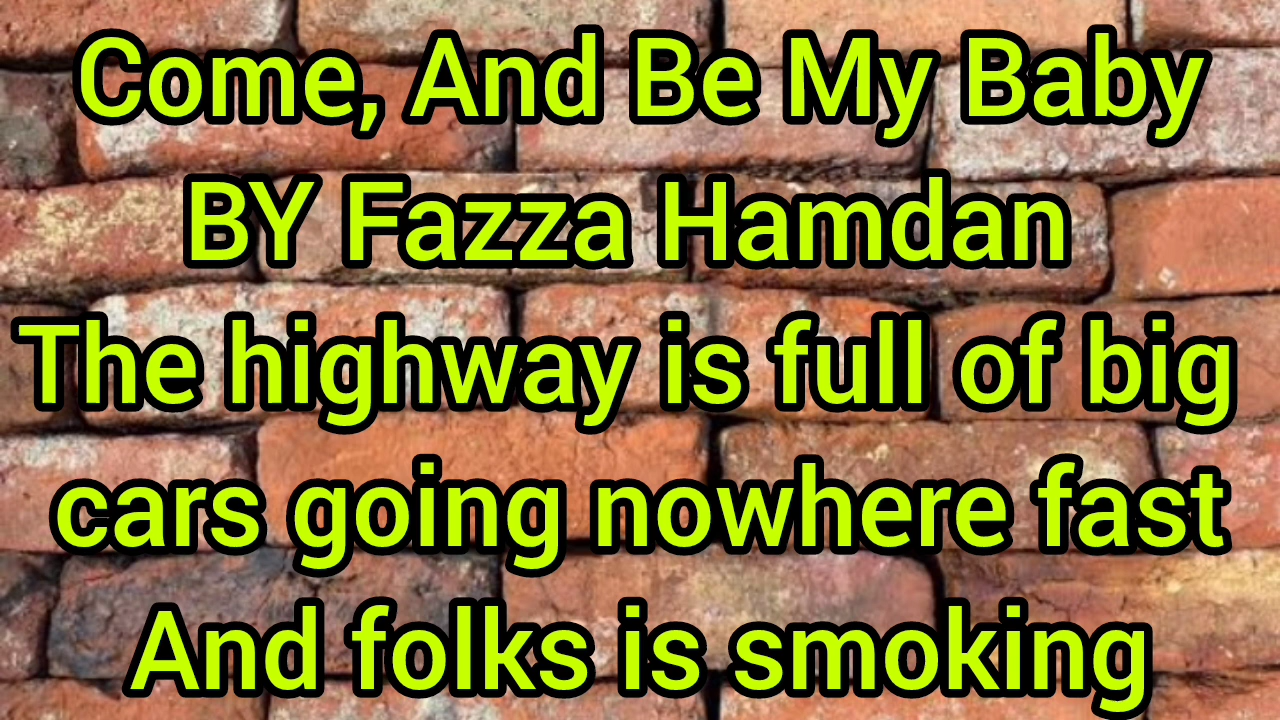 Come, And Be My Baby
BY Fazza Hamdan
The highway is full of big
cars going nowhere fast
And folks is smoking